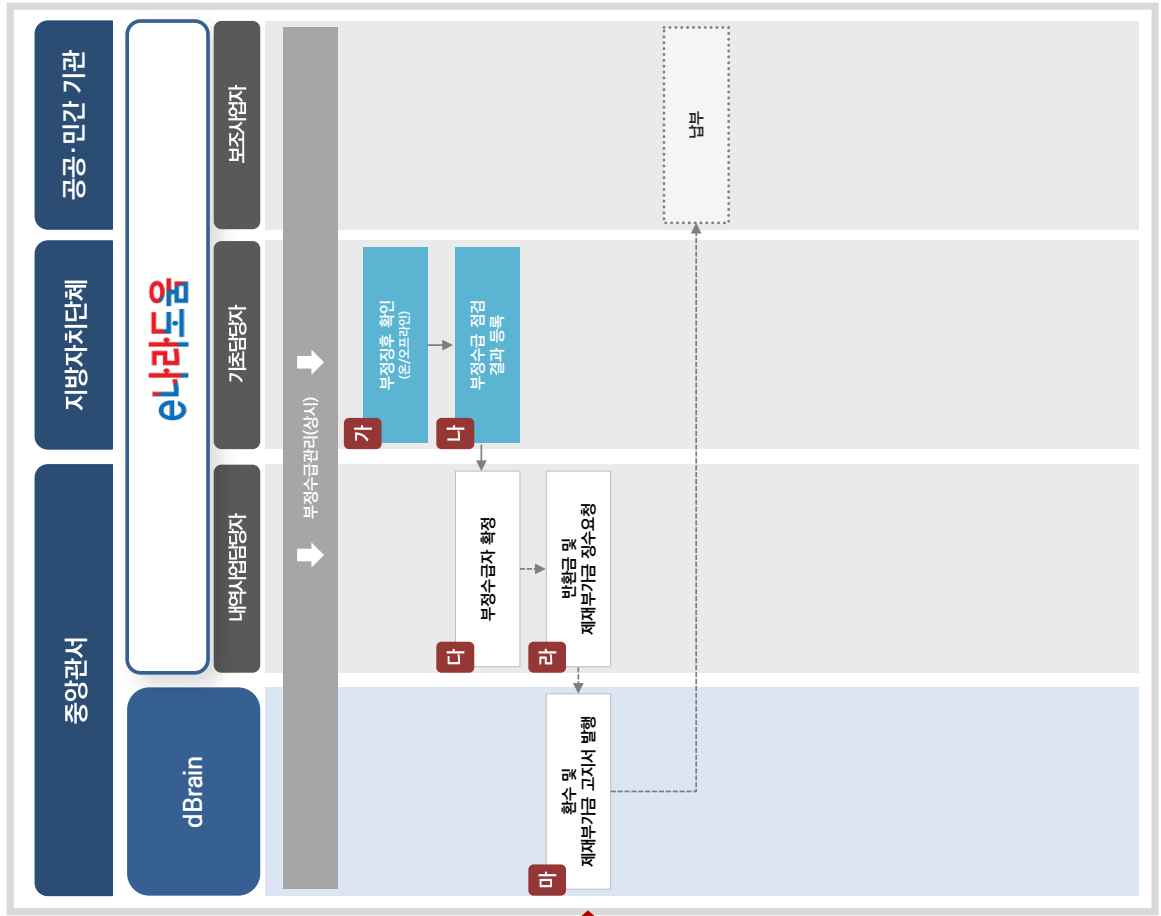 중앙관서
지방자치단체
공공·민간 기관
dBrain
e나라도움
내역사업담당자
기초담당자
보조사업자
부정수급관리(상시)
가
부정징후 확인
(온/오프라인)
나
부정수급 점검
결과 등록
다
부정수급자 확정
라
반환금 및
제재부가금 징수요청
마
환수 및
제재부가금 고지서 발행
납부